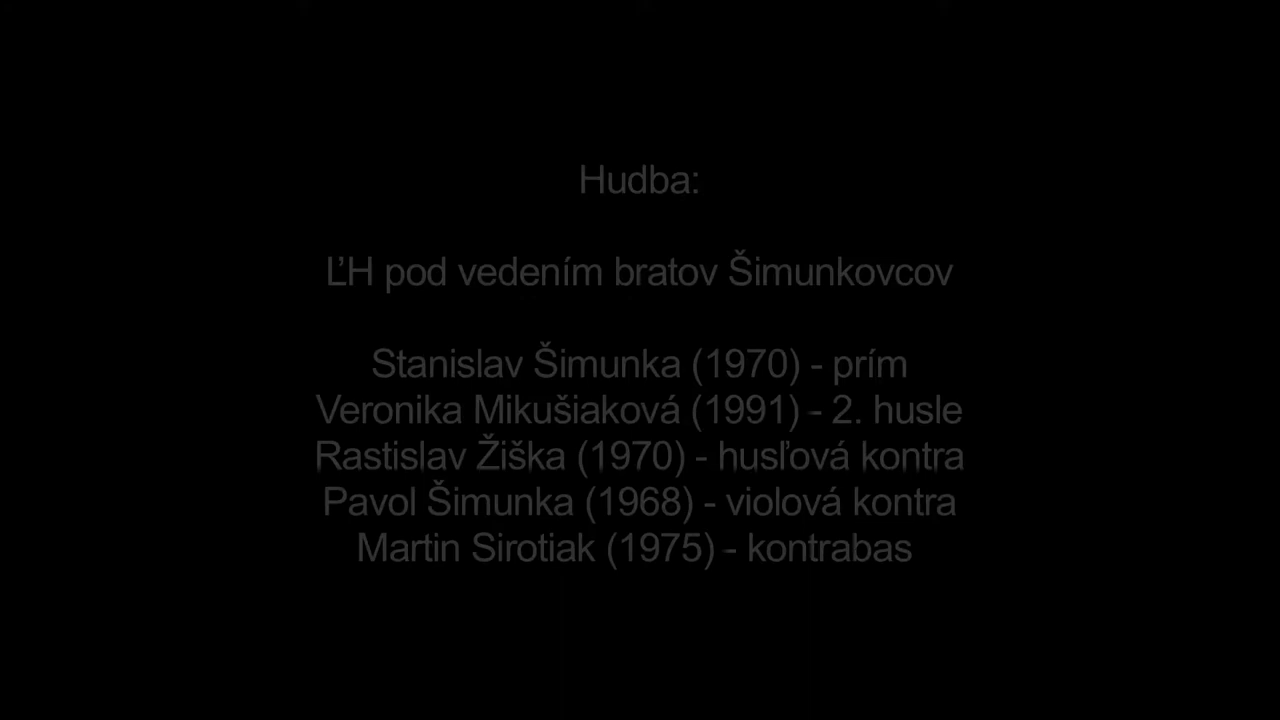 Hudba:
ĽH pod vedením bratov Šimunkovcov
Stanislav Šimunka (1970) - prím
Veronika Mikušiaková (1991) - 2. husle
Rastislav Žiška (1970) - husľová kontra
Pavol Šimunka (1968) - violová kontra
Martin Sirotiak (1975) - kontrabas